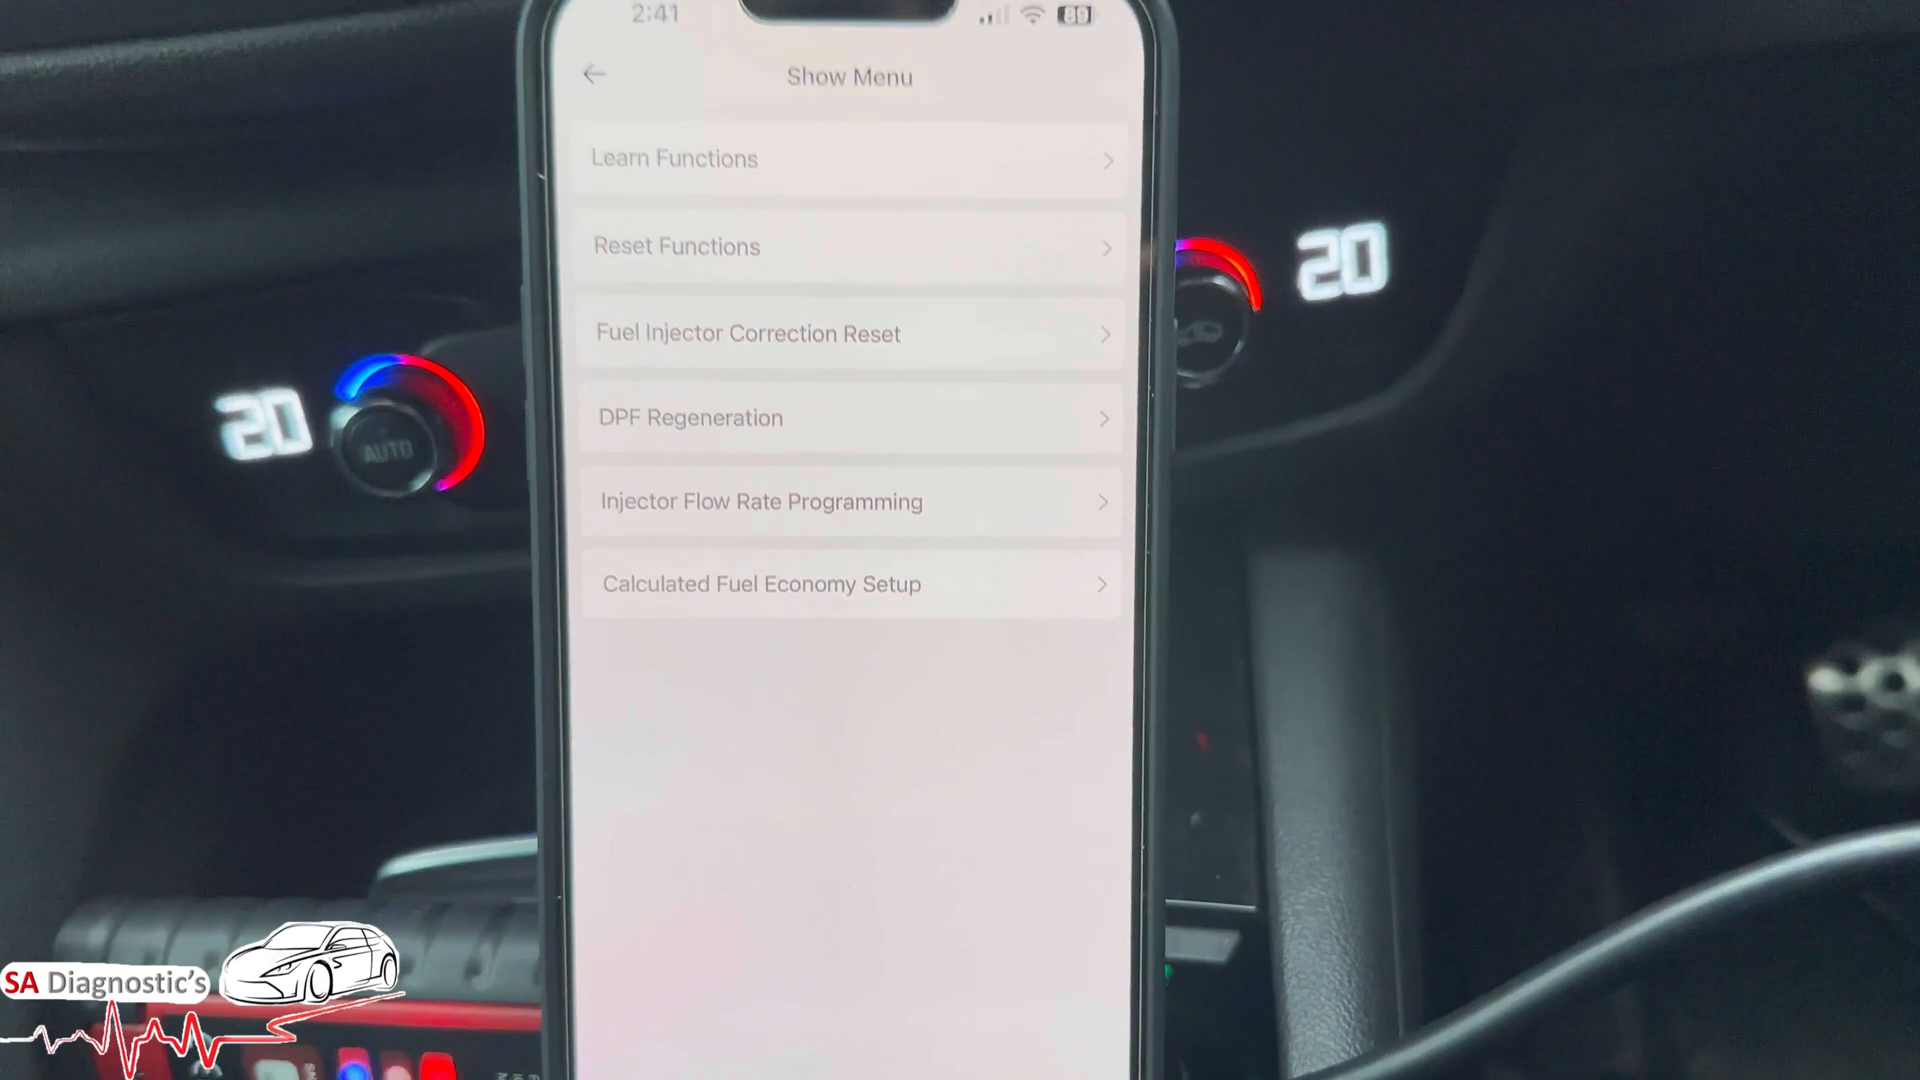 2:41
89
Show Menu
Learn Functions
Reset Functions
Fuel Injector Correction Reset
DPF Regeneration
Injector Flow Rate Programming
Calculated Fuel Economy Setup
20
AUTO
20
SA Diagnostic's